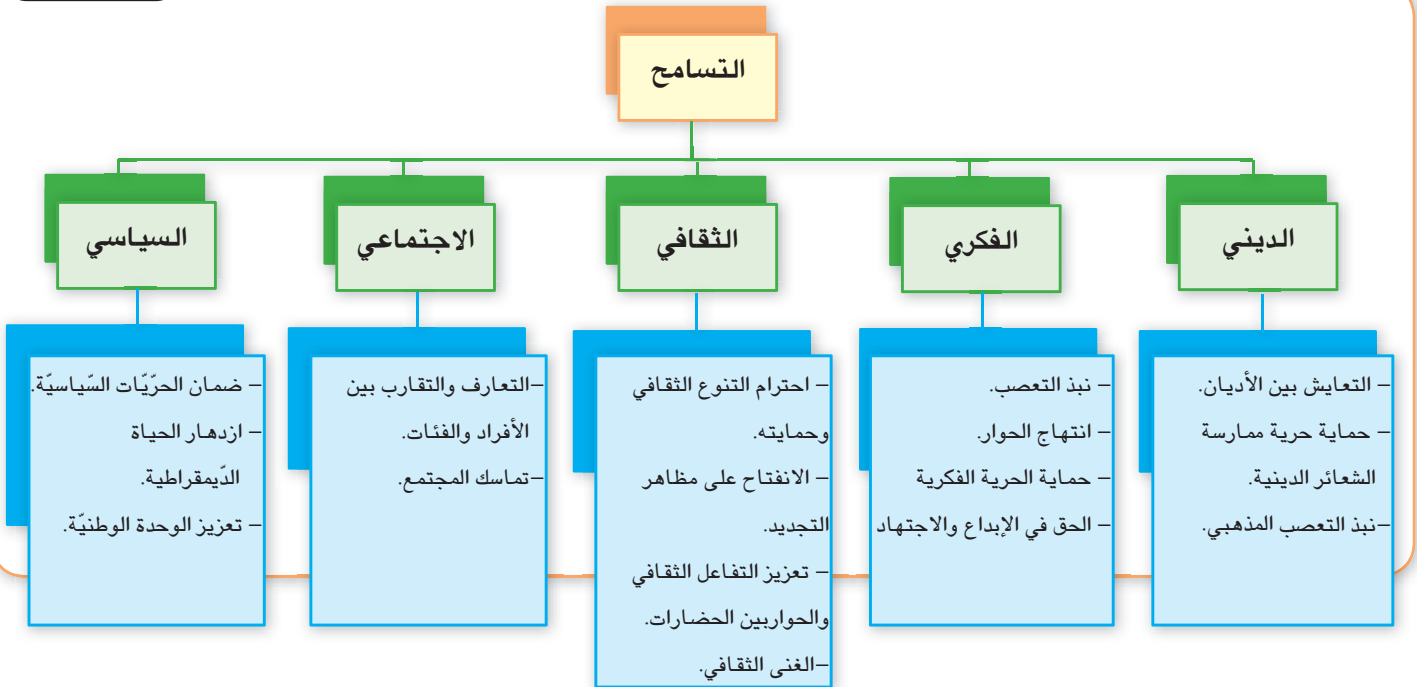 التسامح
الديني
الفكري
الثقافي
الاجتماعي
السياسي
– التعايش بين الأديان.
– حماية حرية ممارسة
الشعائر الدينية.
–نبذ التعصب المذهبي.
– نبذ التعصب.
– انتهاج الحوار.
– حماية الحرية الفكرية
– الحق في الإبداع والاجتهاد
– احترام التنوع الثقافي
وحمايته.
– الانفتاح على مظاهر
التجديد.
– تعزيز التفاعل الثقافي
والحواربين الحضارات.
–الغنى الثقافي.
–التعارف والتقارب بين
الأفراد والفئات.
–تماسك المجتمع.
– ضمان الحرّيّات السّياسيّة.
– ازدهار الحياة
الدّيمقراطية.
– تعزيز الوحدة الوطنيّة.